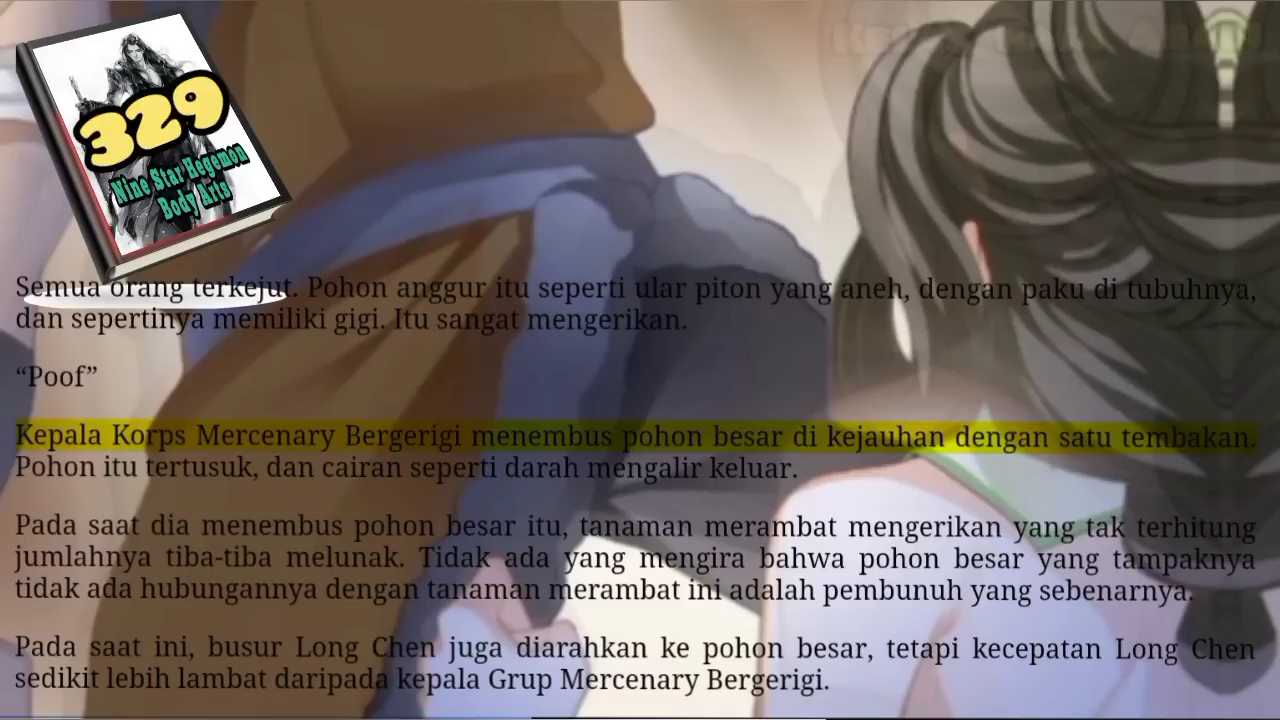 329
Nine Star Hegemon
Body Arts
Semua orang terkejut. Pohon anggur itu seperti ular piton yang aneh, dengan paku di tubuhnya,
dan sepertinya memiliki gigi. Itu sangat mengerikan.
“Poof”
Kepala Korps Mercenary Bergerigi menembus pohon besar di kejauhan dengan satu tembakan.
Pohon itu tertusuk, dan cairan seperti darah mengalir keluar.
Pada saat dia menembus pohon besar itu, tanaman merambat mengerikan yang tak terhitung
jumlahnya tiba-tiba melunak. Tidak ada yang mengira bahwa pohon besar yang tampaknya
tidak ada hubungannya dengan tanaman merambat ini adalah pembunuh yang sebenarnya.
Pada saat ini, busur Long Chen juga diarahkan ke pohon besar, tetapi kecepatan Long Chen
sedikit lebih lambat daripada kepala Grup Mercenary Bergerigi.